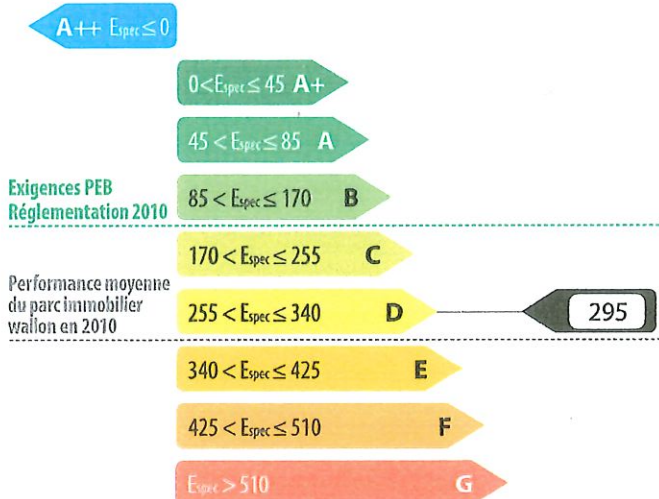 A++ Espec ≤ 0
0 < Espec ≤ 45 A+
45 < Espec ≤ 85 A
Exigences PEB
Réglementation 2010
85 < Espec ≤ 170 B
170 < Espec ≤ 255 C
Performance moyenne
du parc immobilier
wallon en 2010
255 < Espec ≤ 340 D
295
340 < Espec ≤ 425 E
425 < Espec ≤ 510 F
Espec > 510 G